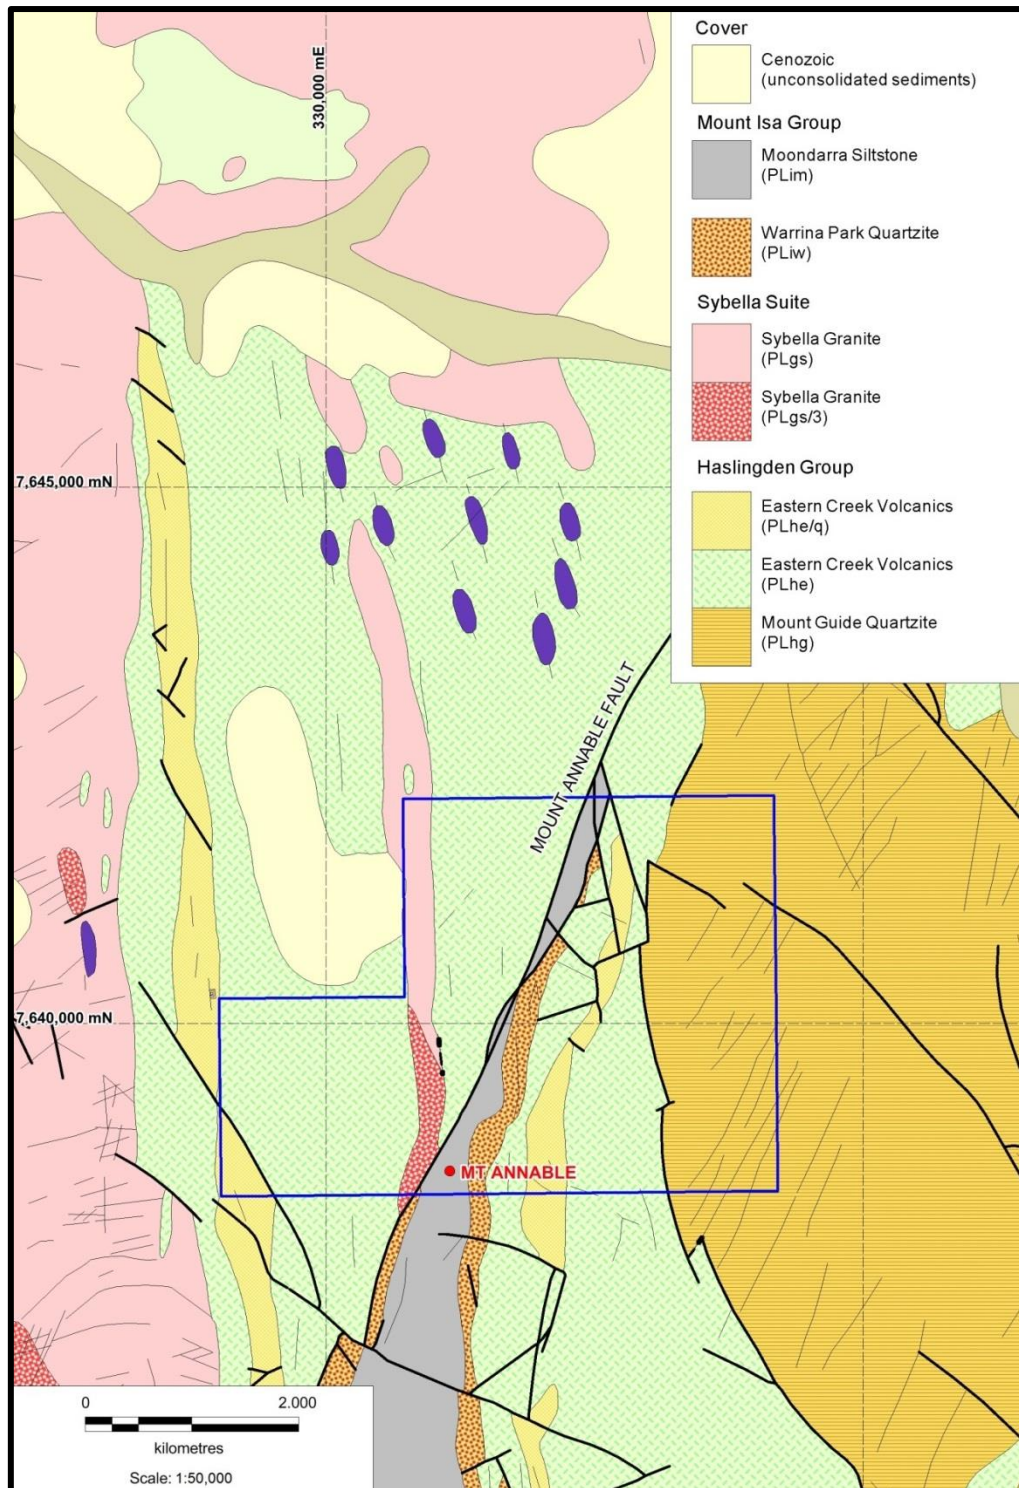 330,000 mE
7,645,000 mN
7,640,000 mN
MOUNT ANNABLE FAULT
MT ANNABLE
Cover
Cenozoic
(unconsolidated sediments)
Mount Isa Group
Moondarra Siltstone
(PLim)
Warrina Park Quartzite
(PLiw)
Sybella Suite
Sybella Granite
(PLgs)
Sybella Granite
(PLgs/3)
Haslingden Group
Eastern Creek Volcanics
(PLhe/q)
Eastern Creek Volcanics
(PLhe)
Mount Guide Quartzite
(PLhg)
0 2.000
kilometres
Scale: 1:50,000